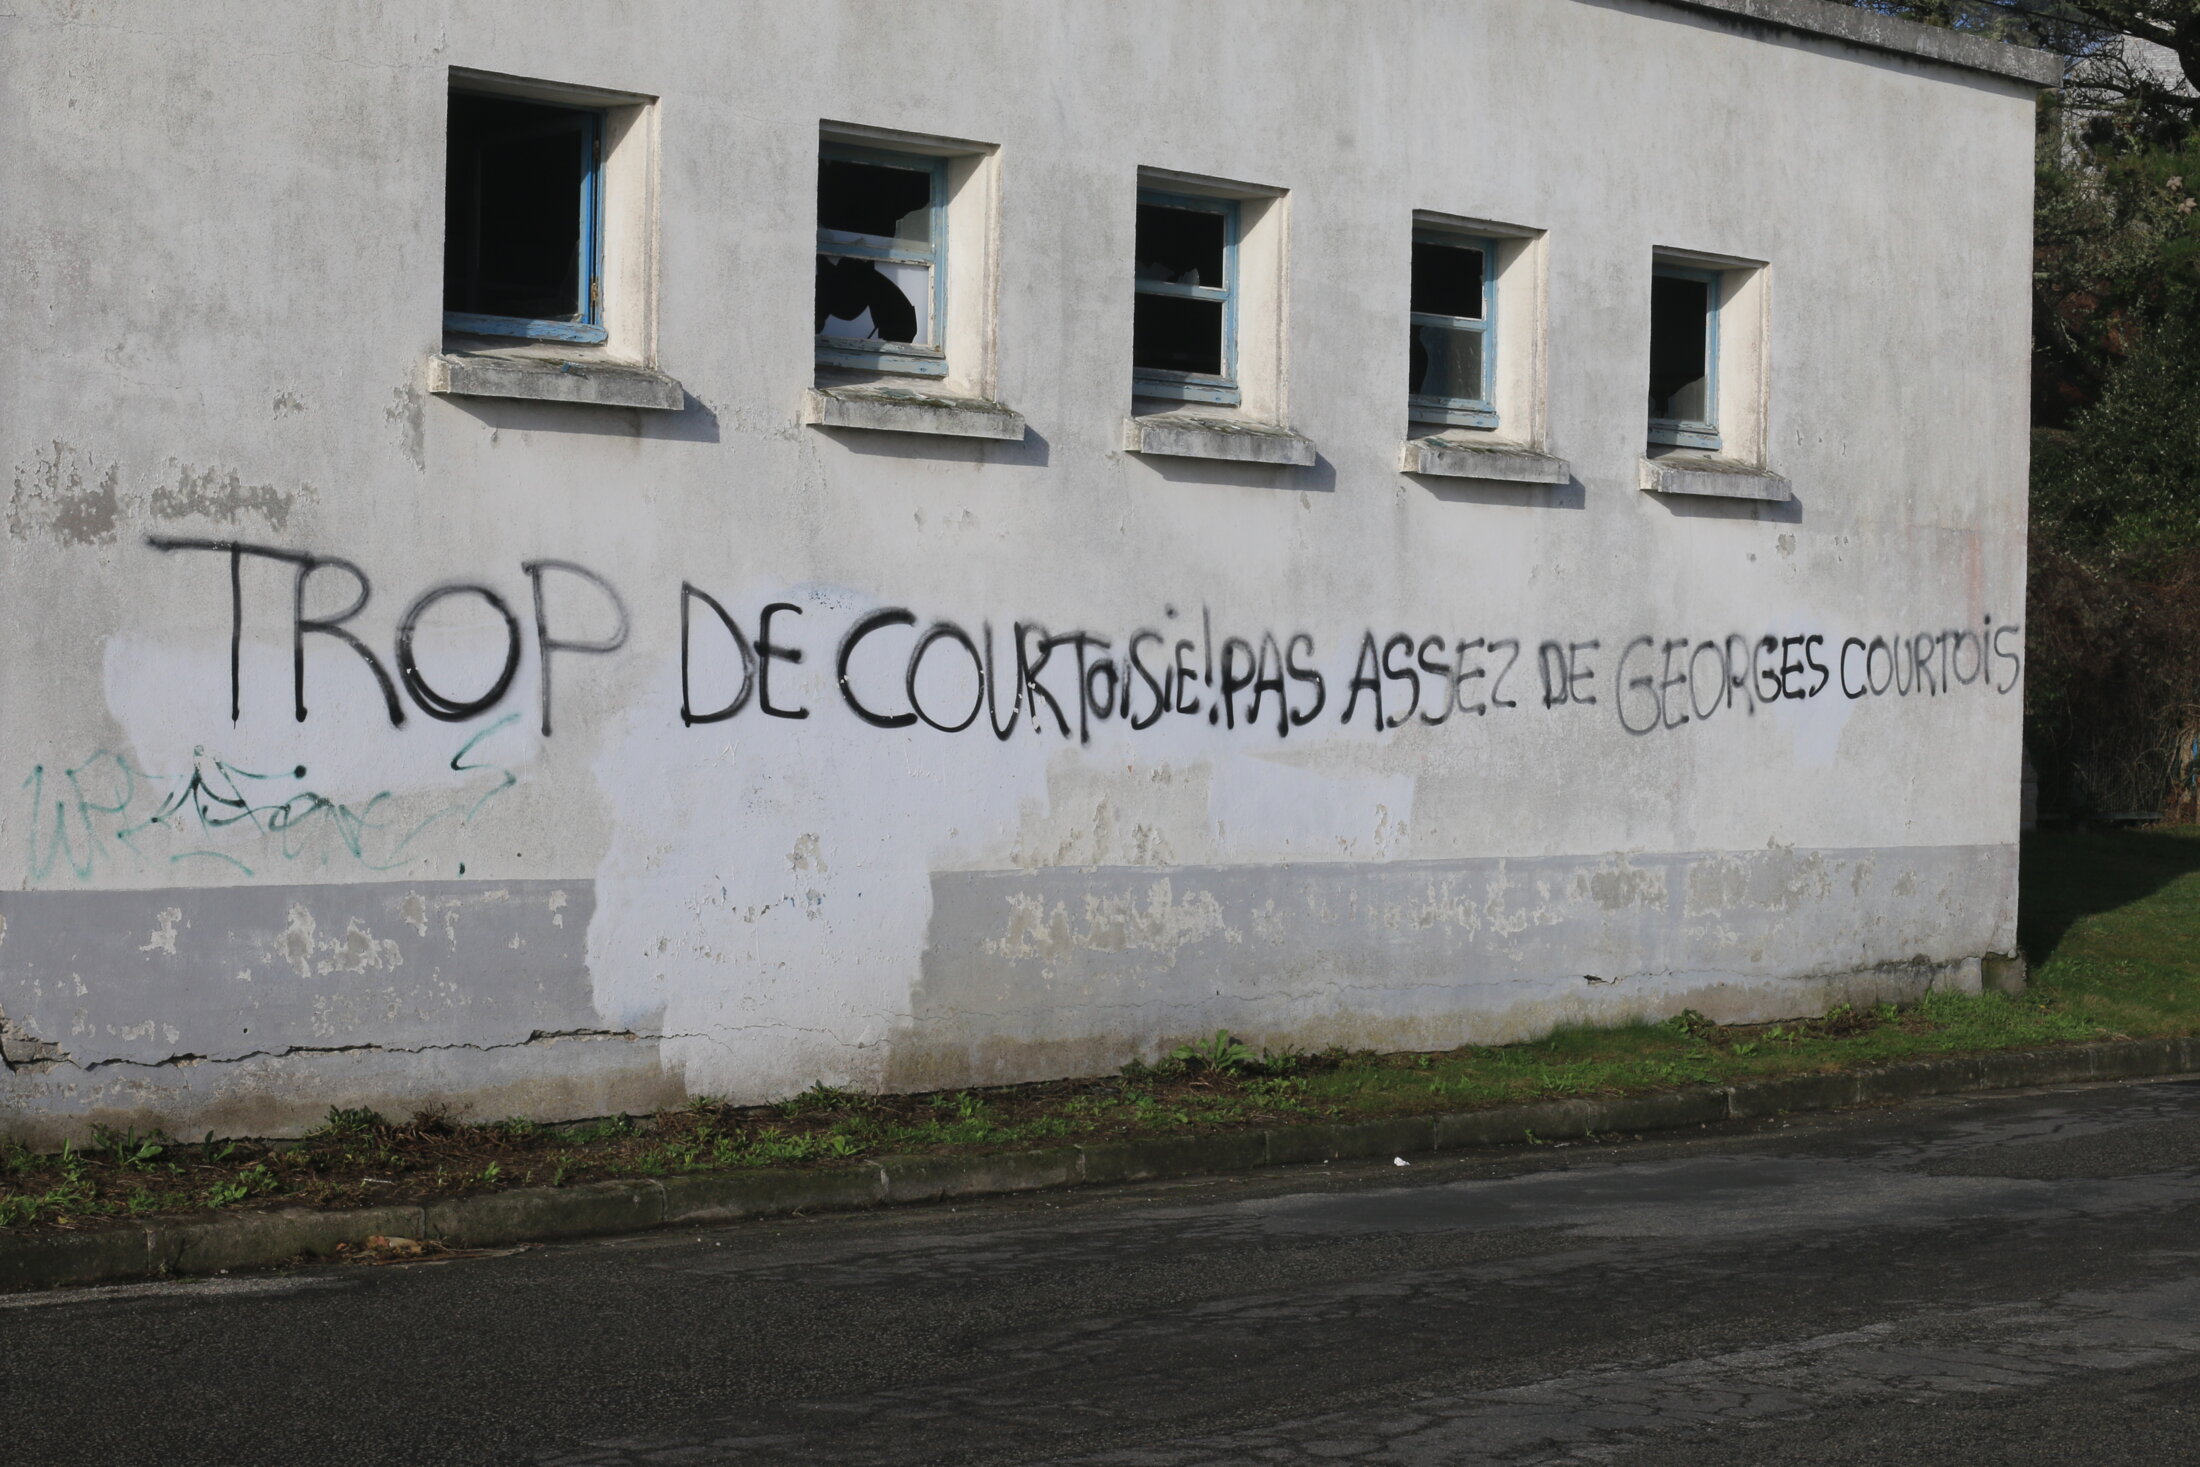 TROP DE COURTOISIE! PAS ASSEZ DE GEORGES COURTOIS